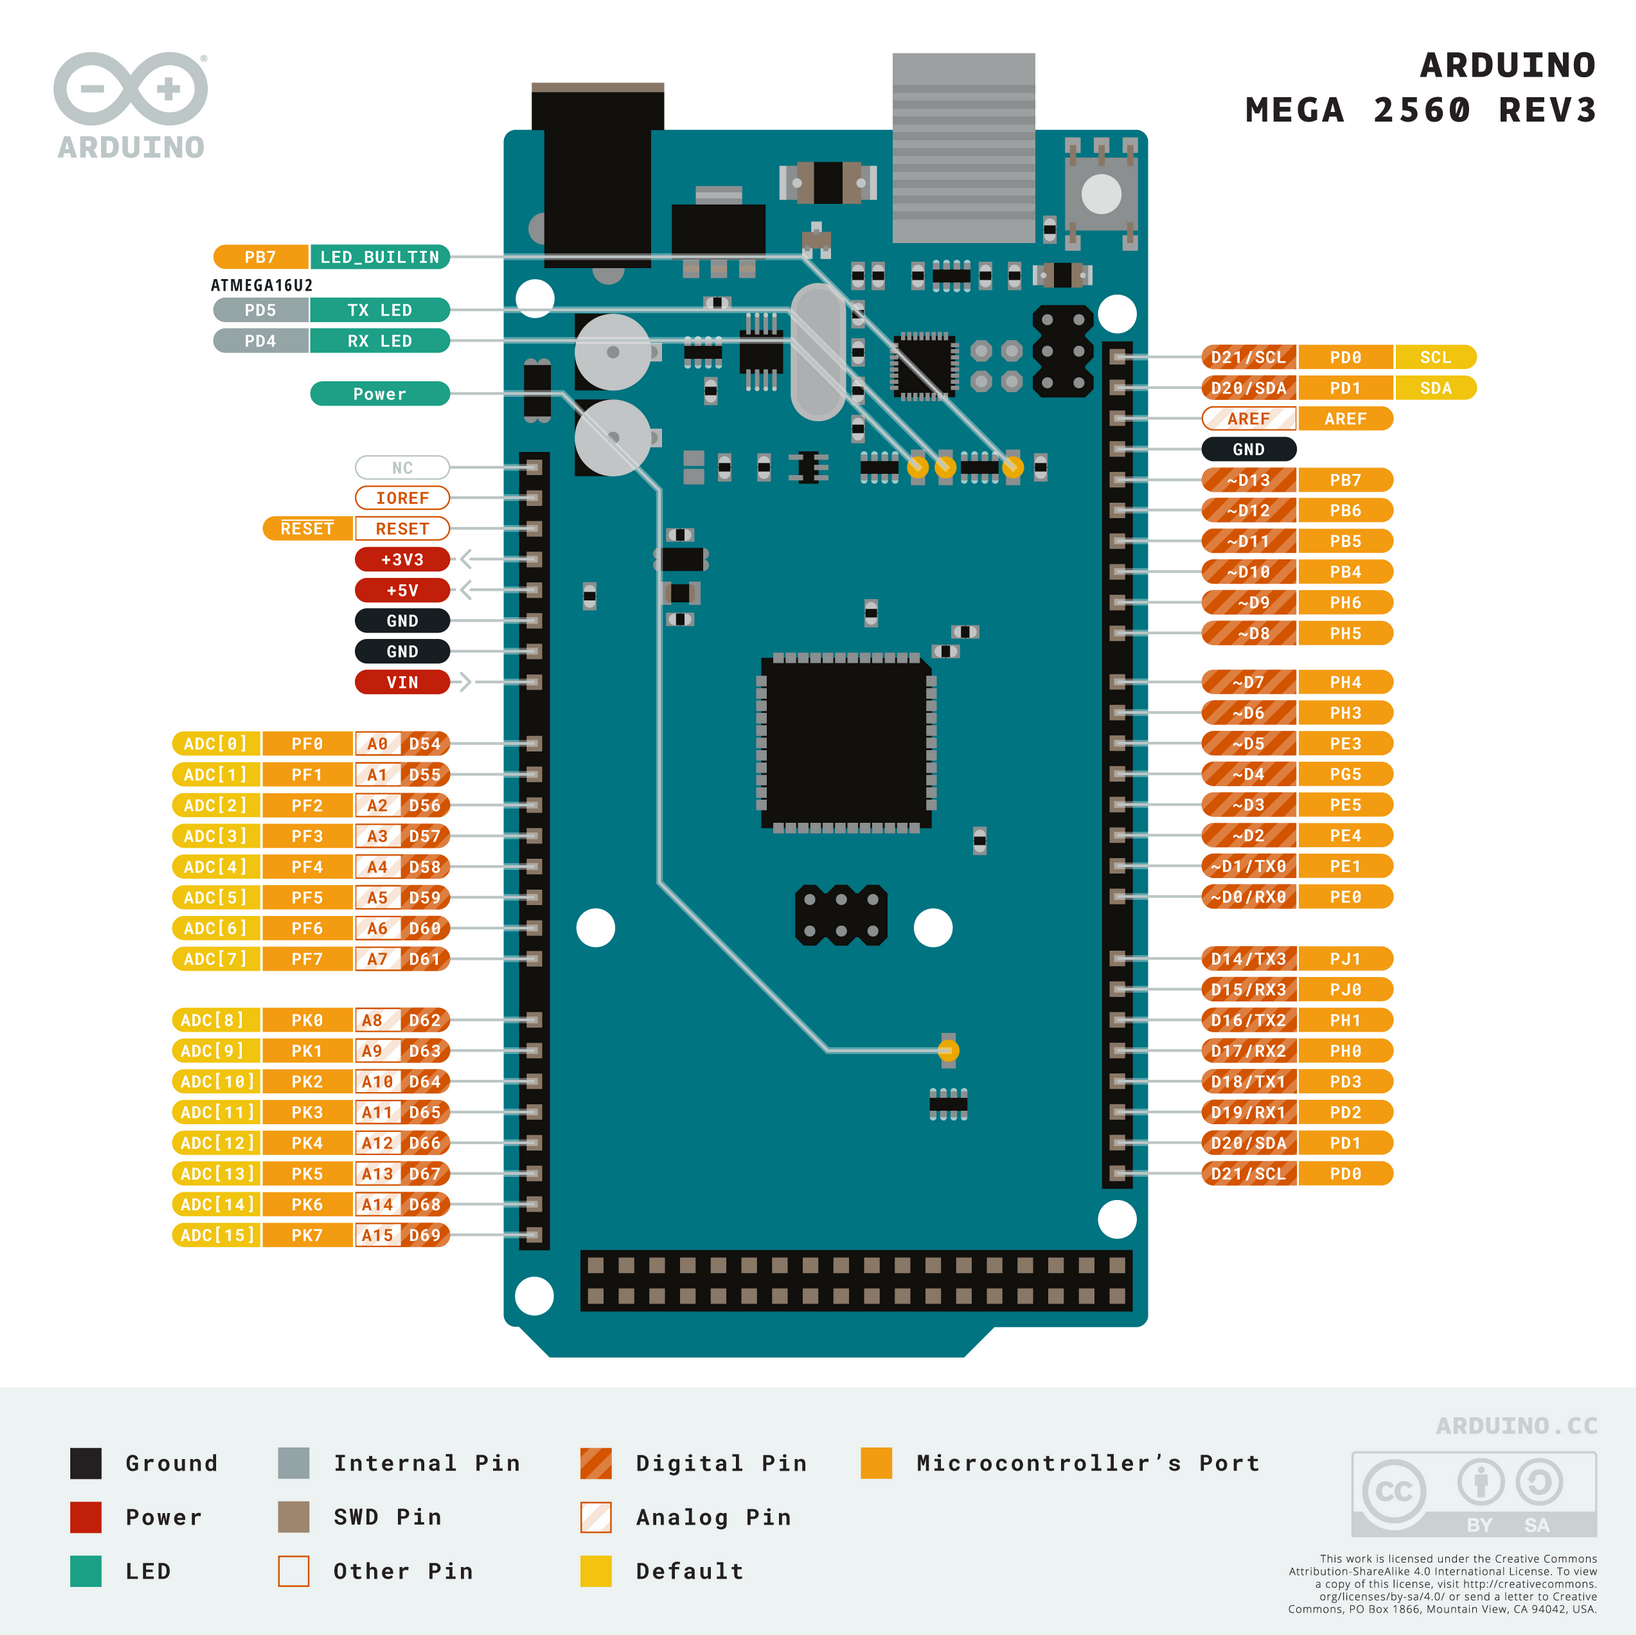 ARDUINO
MEGA 2560 REV3
ARDUINO
PB7 LED_BUILTIN
ATMEGA16U2
PD5 TX LED
PD4 RX LED
Power
NC
IOREF
RESET RESET
+3V3
+5V
GND
GND
VIN
ADC[0] PF0 A0 D54
ADC[1] PF1 A1 D55
ADC[2] PF2 A2 D56
ADC[3] PF3 A3 D57
ADC[4] PF4 A4 D58
ADC[5] PF5 A5 D59
ADC[6] PF6 A6 D60
ADC[7] PF7 A7 D61
ADC[8] PK0 A8 D62
ADC[9] PK1 A9 D63
ADC[10] PK2 A10 D64
ADC[11] PK3 A11 D65
ADC[12] PK4 A12 D66
ADC[13] PK5 A13 D67
ADC[14] PK6 A14 D68
ADC[15] PK7 A15 D69
D21/SCL PD0 SCL
D20/SDA PD1 SDA
AREF AREF
GND
~D13 PB7
~D12 PB6
~D11 PB5
~D10 PB4
~D9 PH6
~D8 PH5
~D7 PH4
~D6 PH3
~D5 PE3
~D4 PG5
~D3 PE5
~D2 PE4
~D1/TX0 PE1
~D0/RX0 PE0
D14/TX3 PJ1
D15/RX3 PJ0
D16/TX2 PH1
D17/RX2 PH0
D18/TX1 PD3
D19/RX1 PD2
D20/SDA PD1
D21/SCL PD0
Ground
Power
LED
Internal Pin
SWD Pin
Other Pin
Digital Pin
Analog Pin
Default
Microcontroller's Port
ARDUINO.CC
CC
BY SA
This work is licensed under the Creative Commons
Attribution-ShareAlike 4.0 International License. To view
a copy of this license, visit http://creativecommons.
org/licenses/by-sa/4.0/ or send a letter to Creative
Commons, PO Box 1866, Mountain View, CA 94042, USA.